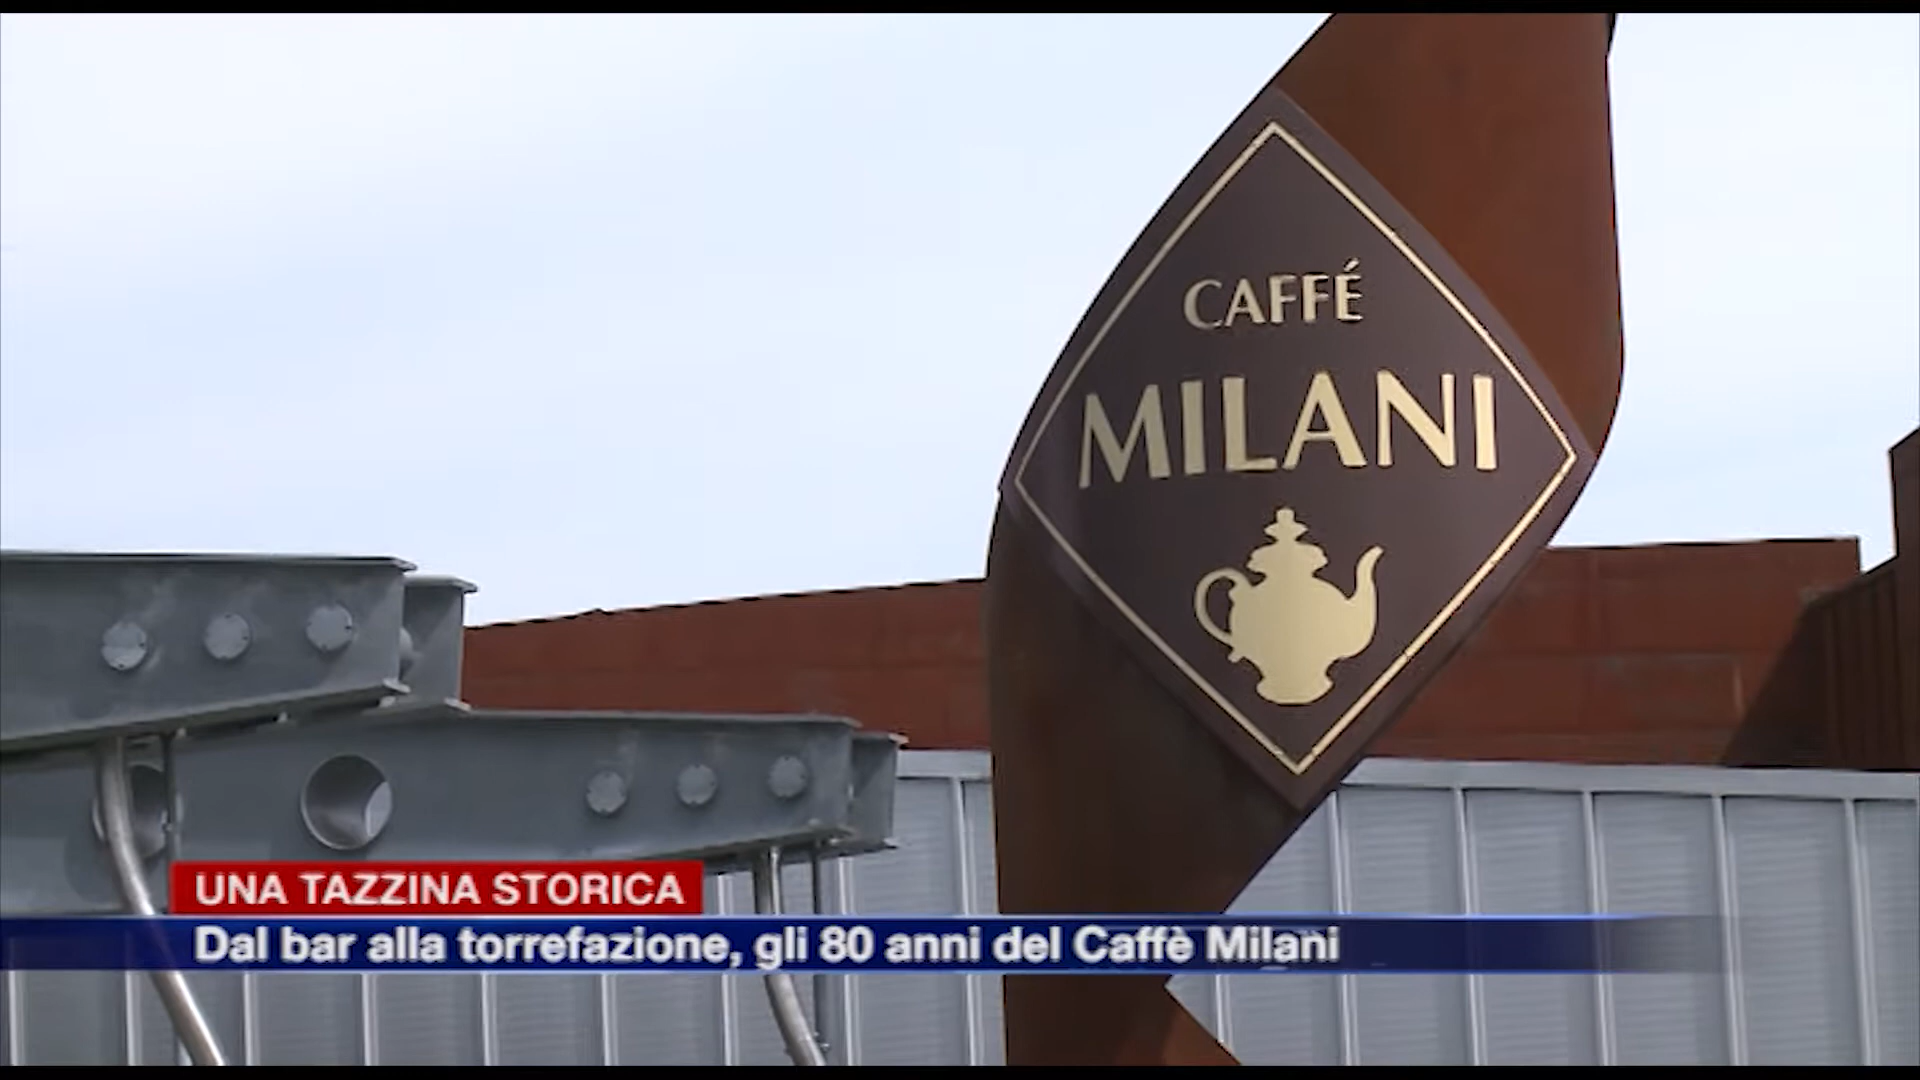 CAFFÉ
MILANI
UNA TAZZINA STORICA
Dal bar alla torrefazione, gli 80 anni del Caffè Milani